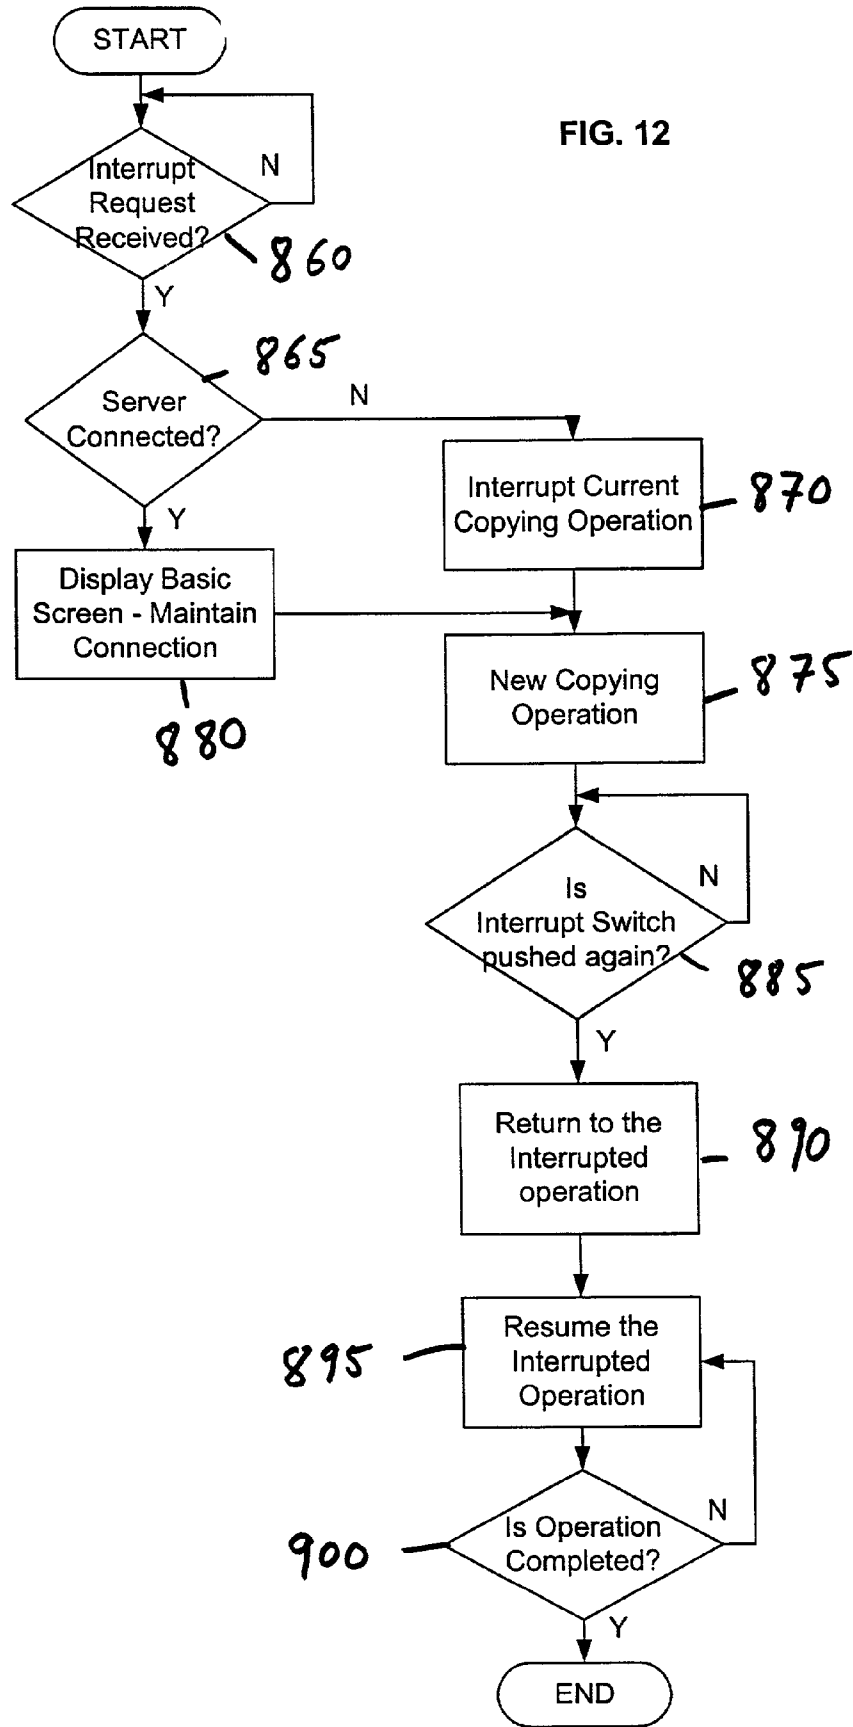 START
FIG. 12
Interrupt
Request
Received?
N
860
Y
865
Server
Connected?
N
Interrupt Current
Copying Operation
870
Y
Display Basic
Screen - Maintain
Connection
880
New Copying
Operation
875
Is
Interrupt Switch
pushed again?
N
885
Y
Return to the
Interrupted
operation
890
Resume the
Interrupted
Operation
895
Is Operation
Completed?
N
900
Y
END